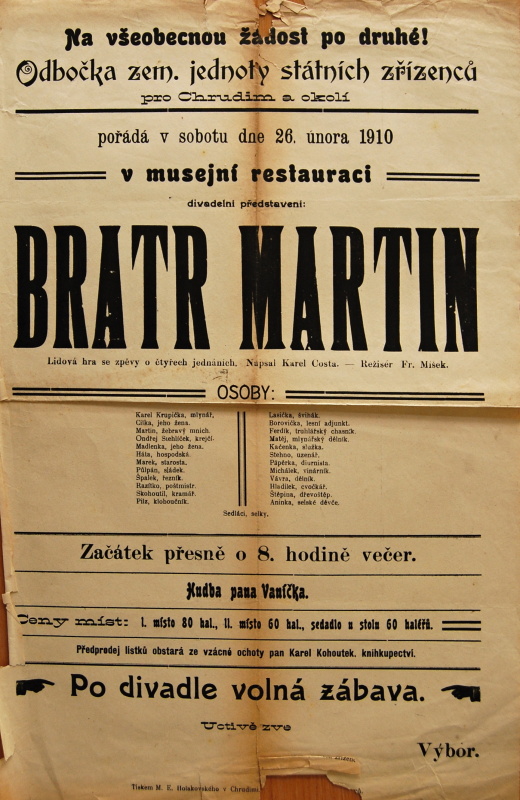 Na všeobecnou žádost po druhé!
Odbočka zem. jednoty státních zřízenců
pro Chrudim a okolí
pořádá v sobotu dne 26. února 1910
v musejní restauraci
divadelní představení:
BRATR MARTIN
Lidová hra se zpěvy o čtyřech jednáních. Napsal Karel Costa. — Režisér Fr. Míšek.
OSOBY:
Karel Krupička, mlynář,
Cilka, jeho žena.
Martin, žebravý mnich.
Ondřej Stehlíček, krejčí.
Madlenka, jeho žena.
Háta, hospodská.
Marek, starosta.
Půlpán, sládek.
Špalek, řezník.
Razítko, poštmistr.
Skohoutil, kramář.
Pilz, kloboučník.
Lasička, švihák.
Borovička, lesní adjunkt.
Ferdík, truhlářský chasník.
Matěj, mlynářský dělník.
Kačenka, služka.
Stehno, uzenář.
Papěrka, diurnista.
Michálek, vinárník.
Vávra, dělník.
Hladílek, cvočkář.
Štěpina, dřevoštěp.
Aninka, selské děvče.
Sedláci, selky.
Začátek přesně o 8. hodině večer.
Hudba pana Vaníčka.
Ceny míst: I. místo 80 hal., II. místo 60 hal., sedadlo u stolu 60 haléřů.
Předprodej lístků obstará ze vzácné ochoty pan Karel Kohoutek, knihkupectví.
Po divadle volná zábava.
Uctivě zve
Výbor.
Tiskem M. E. Holakovského v Chrudimi